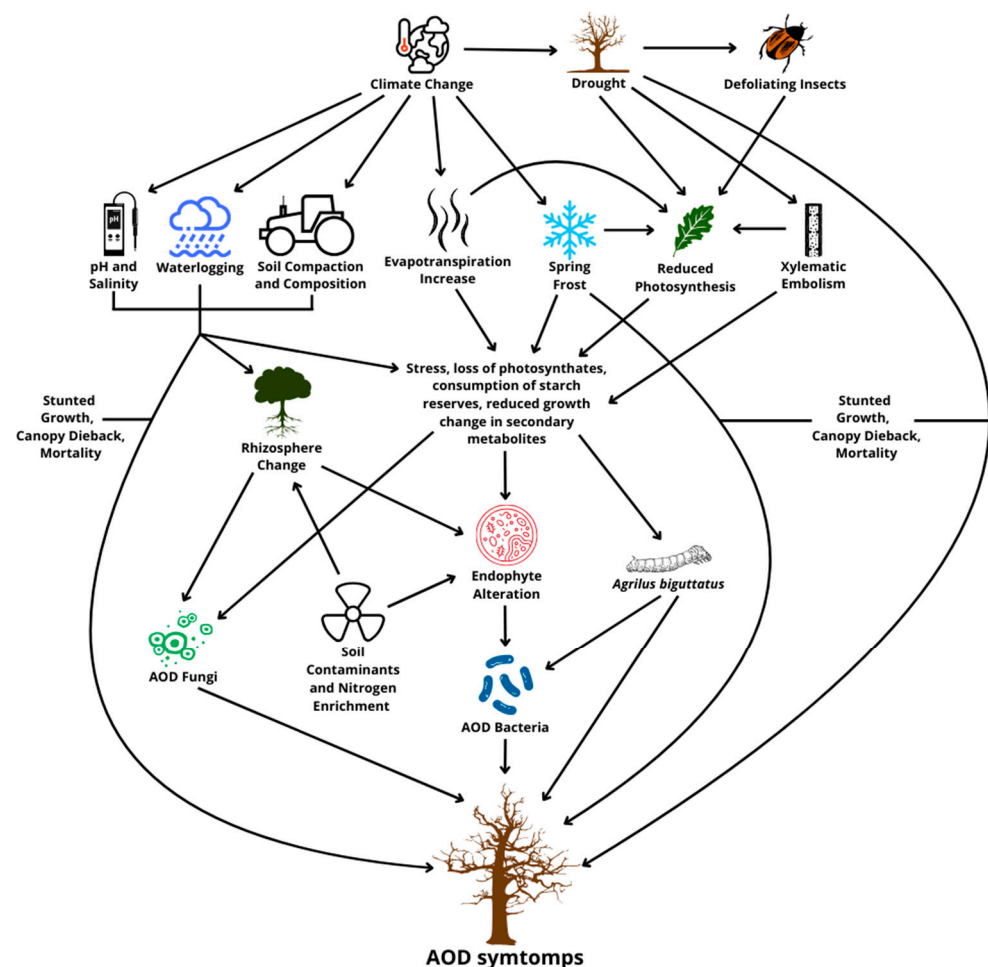 Climate Change
Drought
Defoliating Insects
pH
pH and
Salinity
Waterlogging
Soil Compaction
and Composition
Evapotranspiration
Increase
Spring
Frost
Reduced
Photosynthesis
Xylematic
Embolism
Stress, loss of photosynthates,
consumption of starch
reserves, reduced growth
change in secondary
metabolites
Stunted
Growth,
Canopy Dieback,
Mortality
Stunted
Growth,
Canopy Dieback,
Mortality
Rhizosphere
Change
Endophyte
Alteration
Agrilus biguttatus
AOD Fungi
Soil
Contaminants
and Nitrogen
Enrichment
AOD Bacteria
AOD symtomps